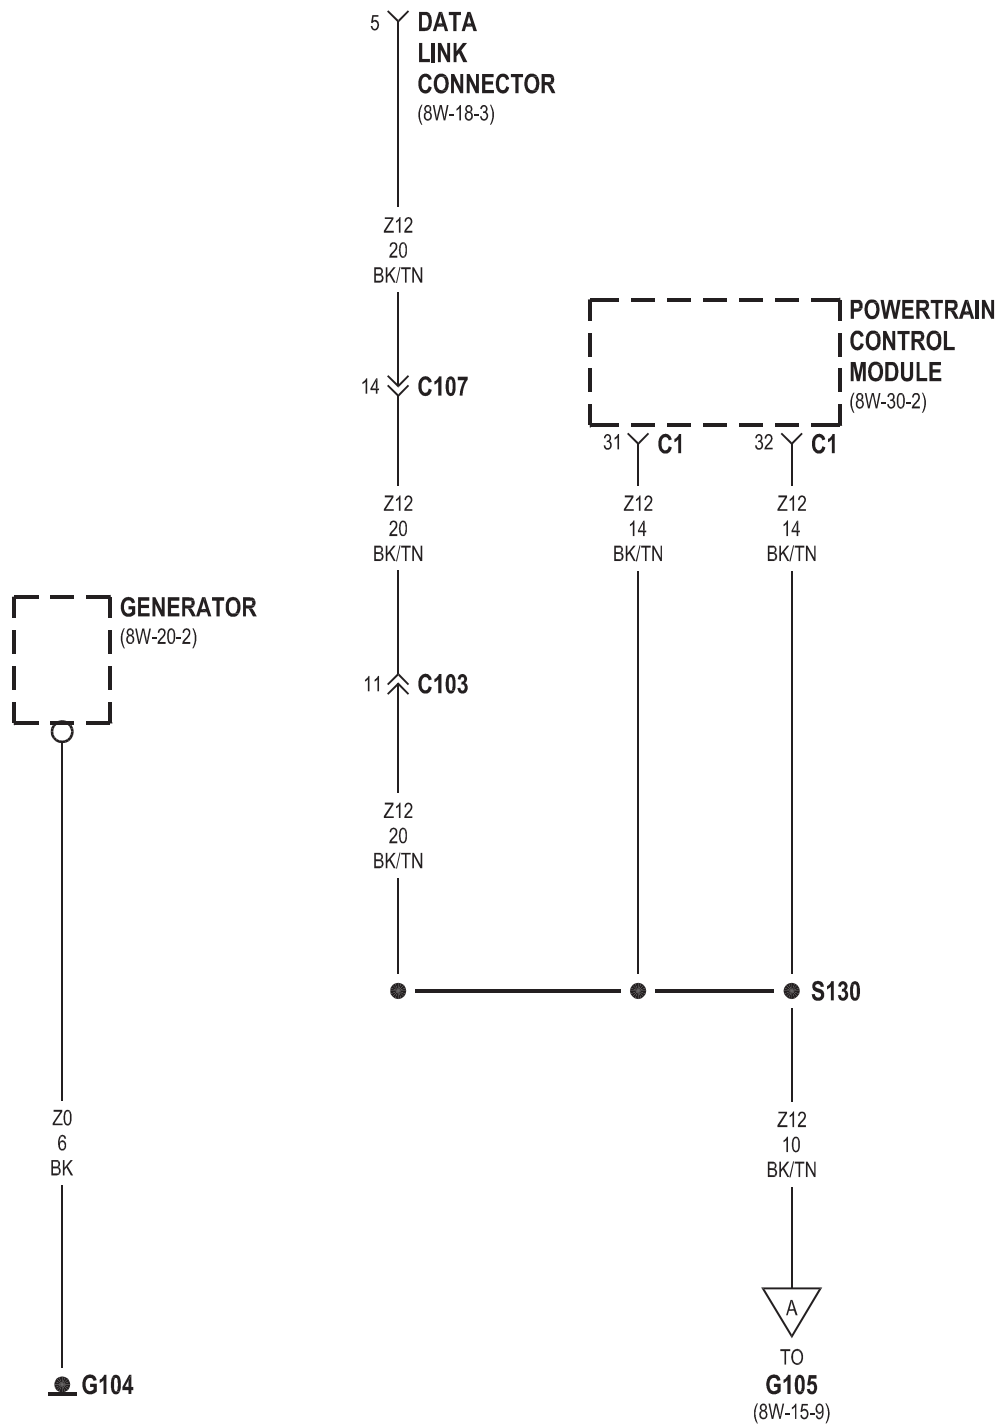 5
DATA
LINK
CONNECTOR
(8W-18-3)
Z12
20
BK/TN
14
C107
Z12
20
BK/TN
11
C103
Z12
20
BK/TN
POWERTRAIN
CONTROL
MODULE
(8W-30-2)
31
C1
32
C1
Z12
14
BK/TN
Z12
14
BK/TN
GENERATOR
(8W-20-2)
S130
Z0
6
BK
G104
Z12
10
BK/TN
A
TO
G105
(8W-15-9)